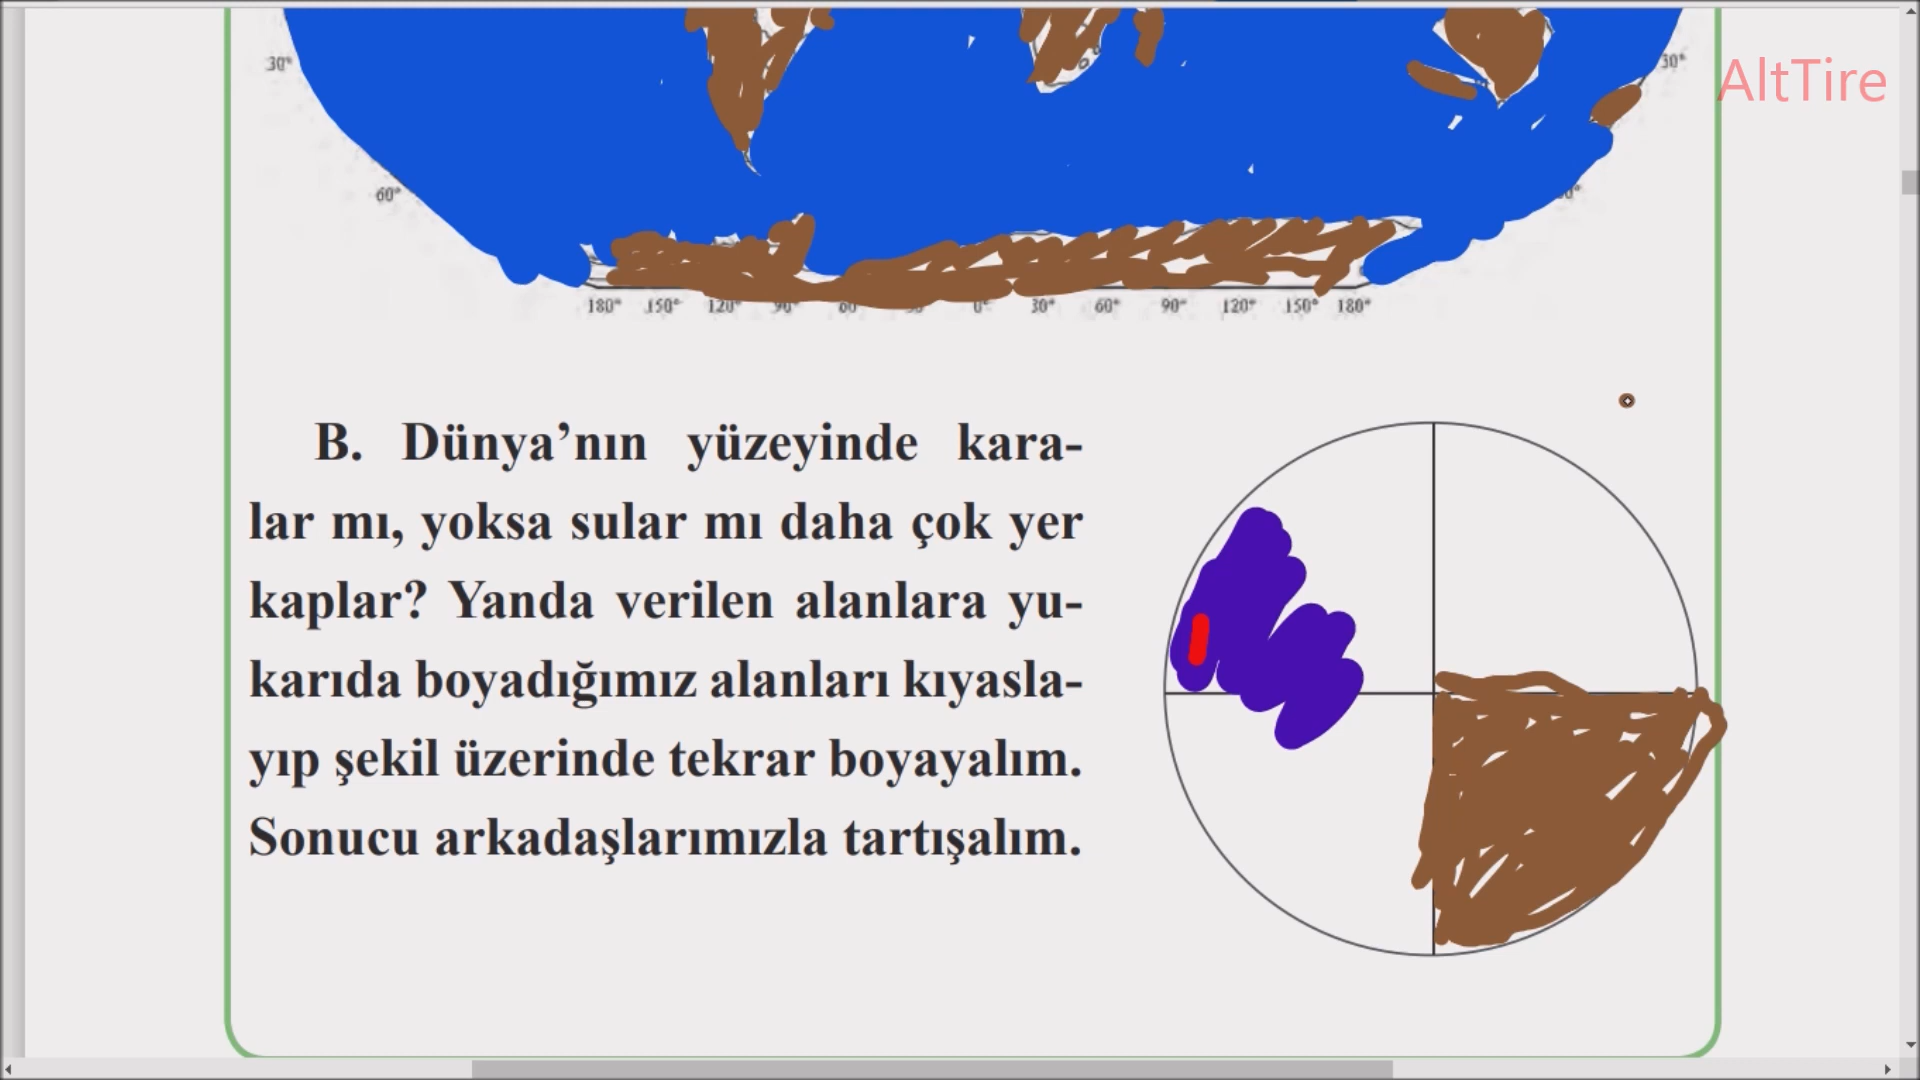 30°
30°
AltTire
60°
180° 150° 120° 90° 60 0° 30° 60° 90° 120° 150° 180°
B. Dünya’nın yüzeyinde kara-
lar mı, yoksa sular mı daha çok yer
kaplar? Yanda verilen alanlara yu-
karıda boyadığımız alanları kıyasla-
yıp şekil üzerinde tekrar boyayalım.
Sonucu arkadaşlarımızla tartışalım.